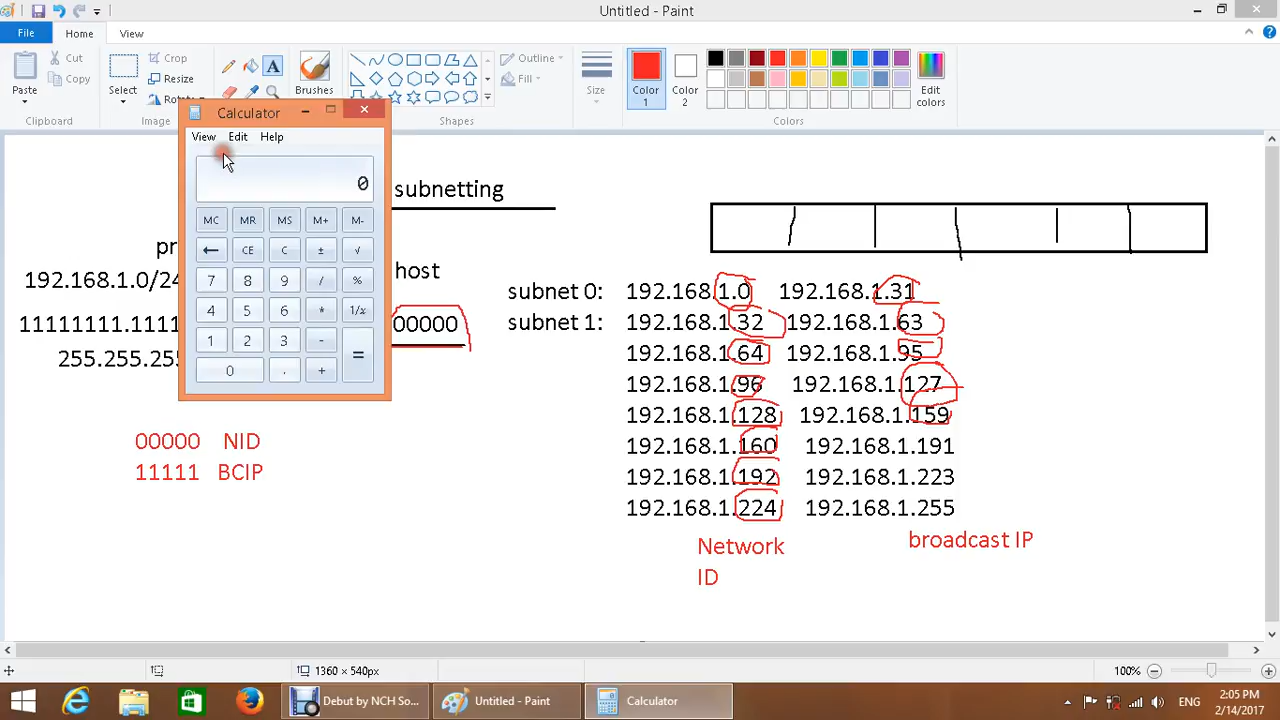 Untitled - Paint
File Home View
Paste
Cut
Copy
Clipboard
Select
Crop
Resize
Image
Brushes
Shapes
Outline
Fill
Size
Color 1
Color 2
Edit colors
Colors
Calculator
View Edit Help
0
MC MR MS M+ M-
← CE C ± √
7 8 9 / %
4 5 6 * 1/x
1 2 3 - =
0 . +
subnetting
pr
host
192.168.1.0/24
11111111.1111
00000
255.255.255
00000 NID
11111 BCIP
subnet 0: 192.168.1.0 192.168.1.31
subnet 1: 192.168.1.32 192.168.1.63
192.168.1.64 192.168.1.95
192.168.1.96 192.168.1.127
192.168.1.128 192.168.1.159
192.168.1.160 192.168.1.191
192.168.1.192 192.168.1.223
192.168.1.224 192.168.1.255
Network ID
broadcast IP
1360 × 540px
100%
Debut by NCH So...
Untitled - Paint
Calculator
ENG
2:05 PM
2/14/2017